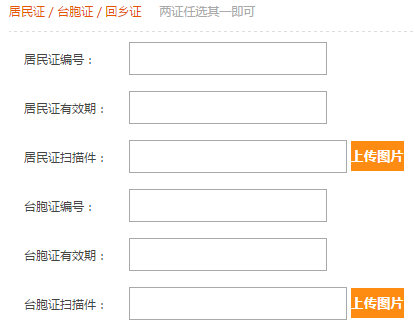 居民证 / 台胞证 / 回乡证 两证任选其一即可
居民证编号：
居民证有效期：
居民证扫描件： 上传图片
台胞证编号：
台胞证有效期：
台胞证扫描件： 上传图片